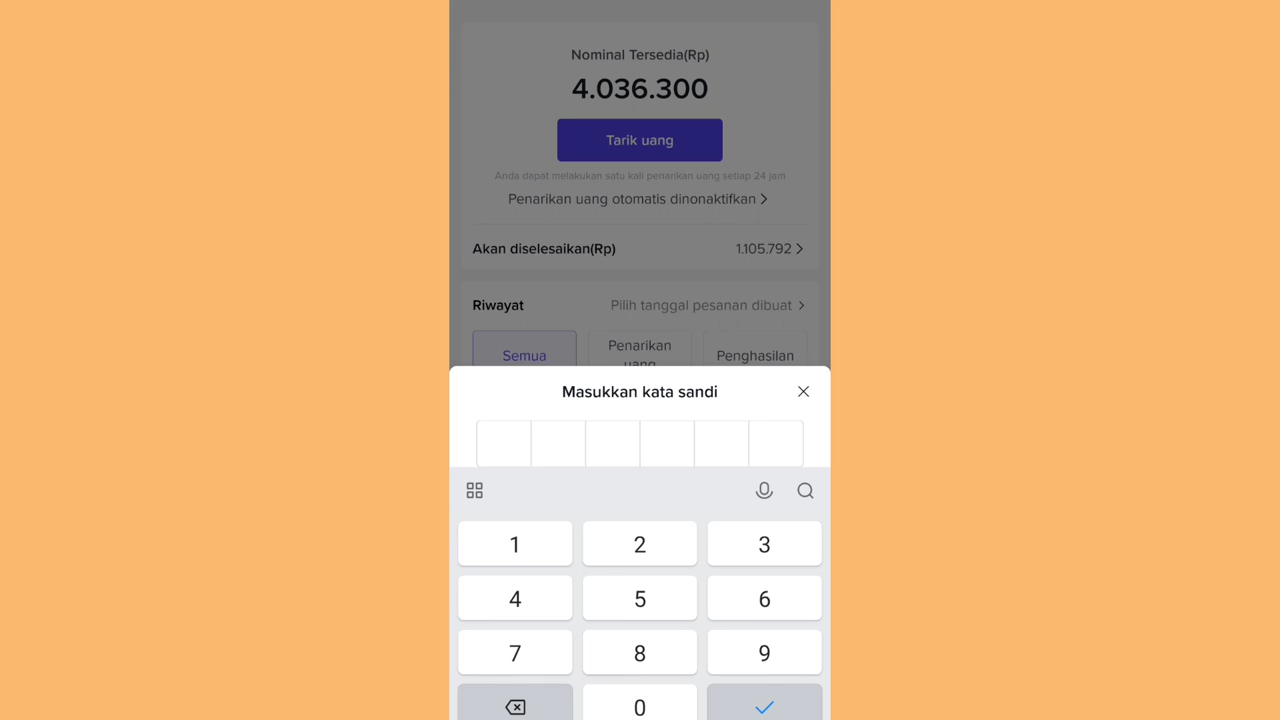 Nominal Tersedia(Rp)
4.036.300
Tarik uang
Anda dapat melakukan satu kali penarikan uang setiap 24 jam
Penarikan uang otomatis dinonaktifkan >
Akan diselesaikan(Rp) 1.105.792 >
Riwayat Pilih tanggal pesanan dibuat >
Semua Penarikan uang Penghasilan
Masukkan kata sandi
1 2 3
4 5 6
7 8 9
0